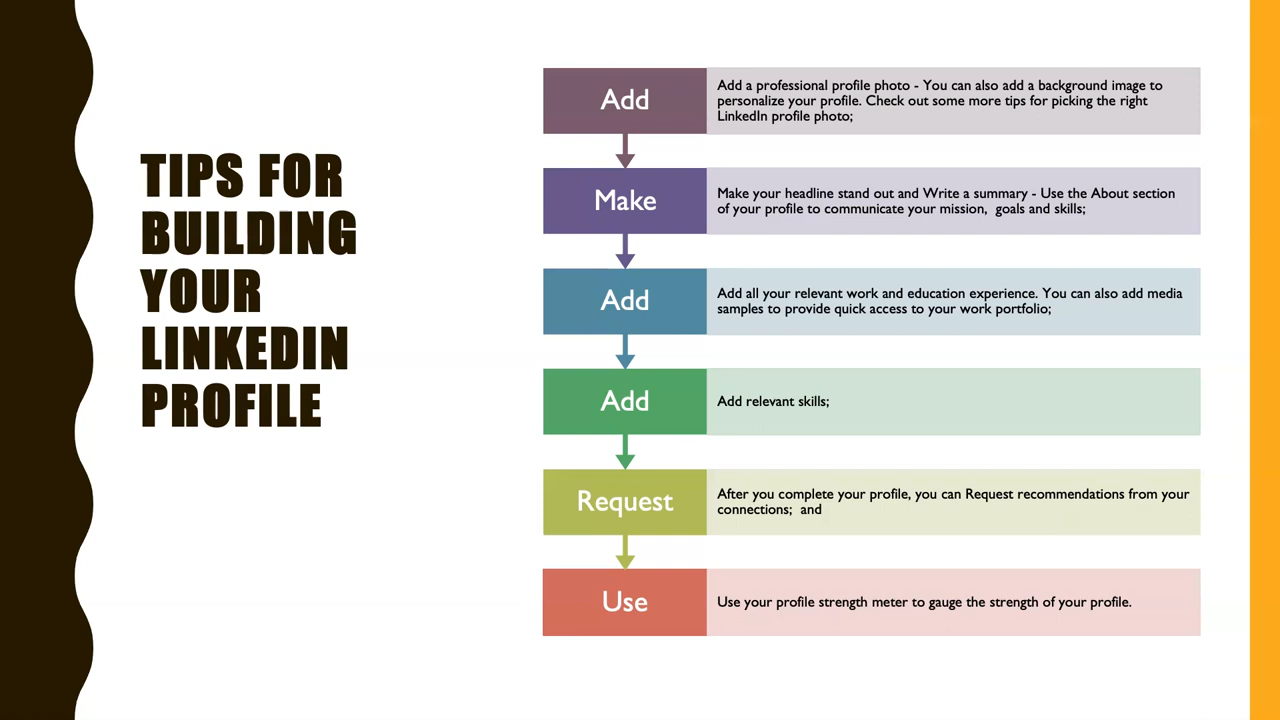 TIPS FOR
BUILDING
YOUR
LINKEDIN
PROFILE
Add
Add a professional profile photo - You can also add a background image to
personalize your profile. Check out some more tips for picking the right
LinkedIn profile photo;
Make
Make your headline stand out and Write a summary - Use the About section
of your profile to communicate your mission,  goals and skills;
Add
Add all your relevant work and education experience. You can also add media
samples to provide quick access to your work portfolio;
Add
Add relevant skills;
Request
After you complete your profile, you can Request recommendations from your
connections;  and
Use
Use your profile strength meter to gauge the strength of your profile.